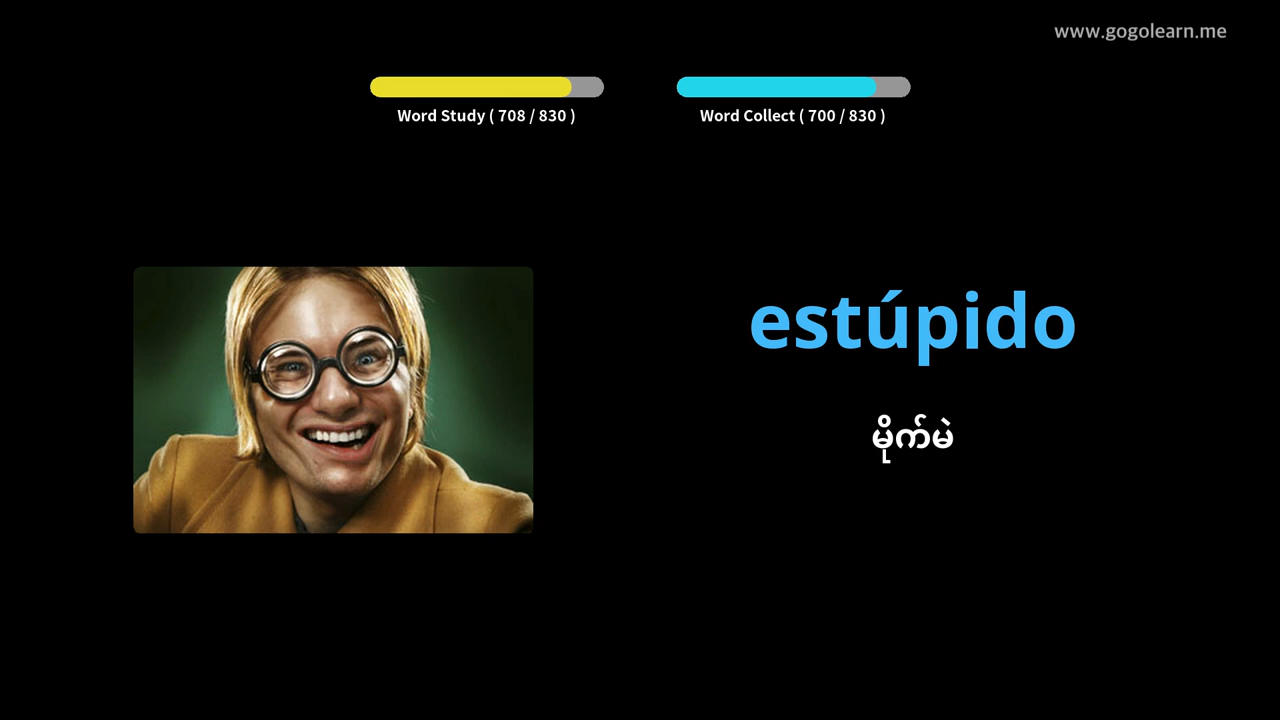 www.gogolearn.me
Word Study ( 708 / 830 )
Word Collect ( 700 / 830 )
estúpido
မိုက်မဲ